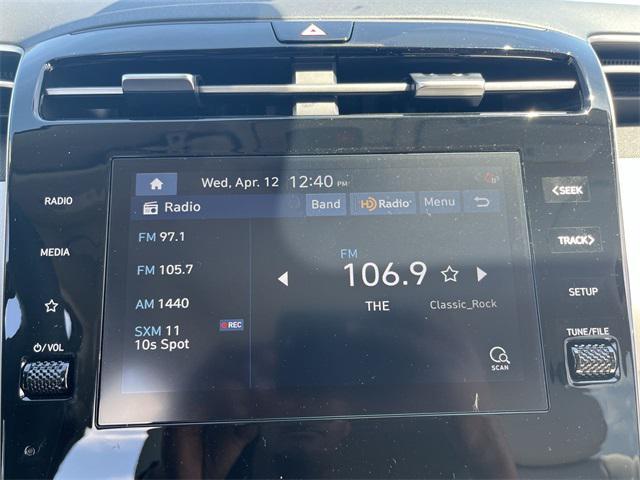 Wed, Apr. 12 12:40 PM
Radio Band HD Radio Menu
FM 97.1
FM 105.7
AM 1440
SXM 11 REC
10s Spot
FM
106.9
THE Classic_Rock
SCAN
RADIO
MEDIA
VOL
< SEEK
TRACK >
SETUP
TUNE/FILE